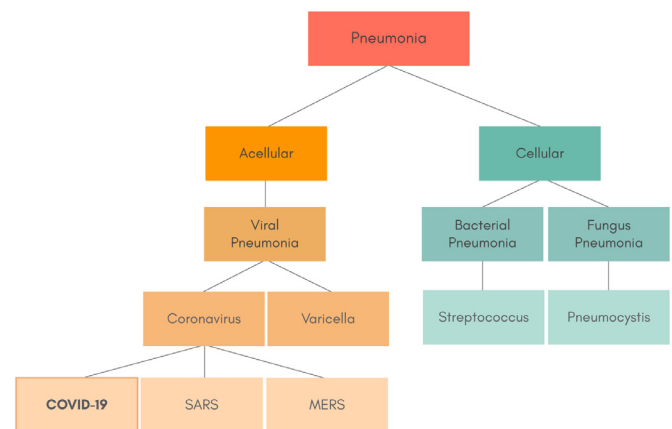 Pneumonia
Acellular
Cellular
Viral
Pneumonia
Bacterial
Pneumonia
Fungus
Pneumonia
Coronavirus
Varicella
Streptococcus
Pneumocystis
COVID-19
SARS
MERS